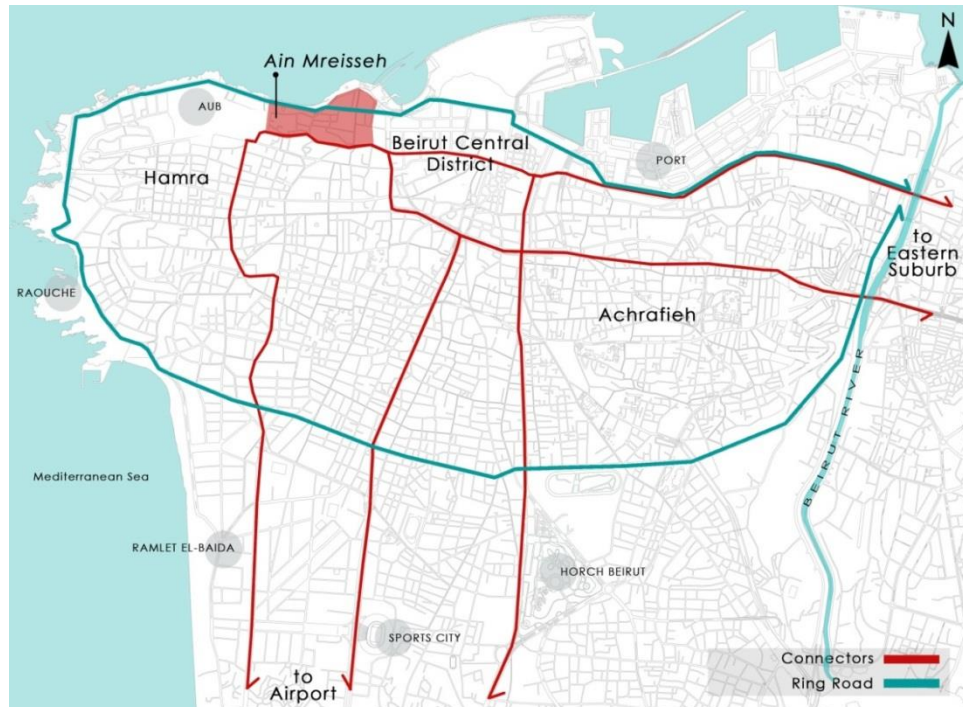 N
Ain Mreisseh
AUB
Beirut Central
District
PORT
Hamra
to
Eastern
Suburb
RAOUCHE
Achrafieh
BEIRUT RIVER
Mediterranean Sea
RAMLET EL-BAIDA
HORCH BEIRUT
SPORTS CITY
to
Airport
Connectors
Ring Road